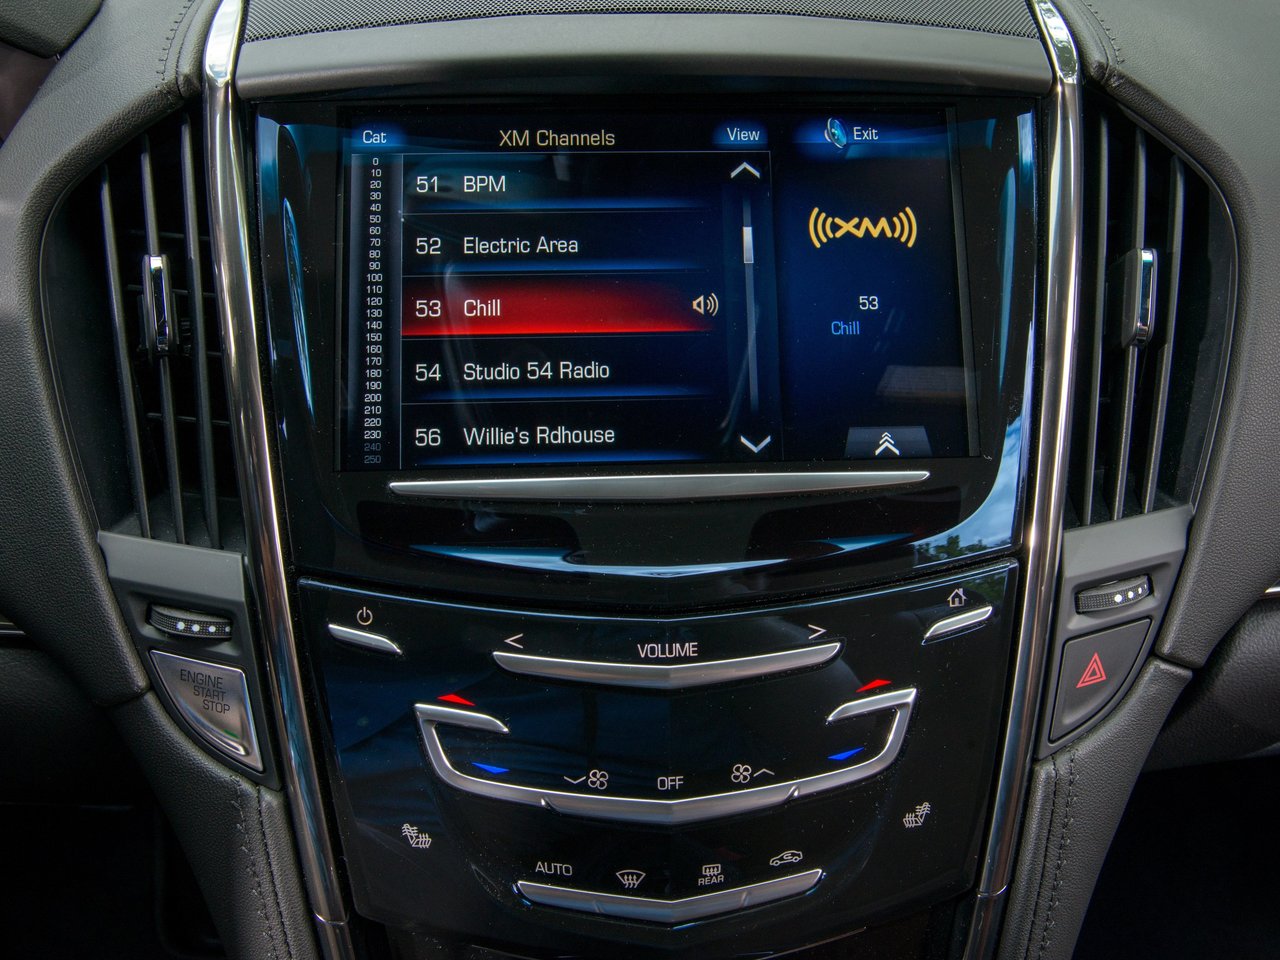 Cat
XM Channels
View
Exit
0
10
20
30
40
50
60
70
80
90
100
110
120
130
140
150
160
170
180
190
200
210
220
230
240
250
51 BPM
52 Electric Area
53 Chill
54 Studio 54 Radio
56 Willie's Rdhouse
XM
53
Chill
VOLUME
ENGINE
START
STOP
OFF
AUTO
REAR